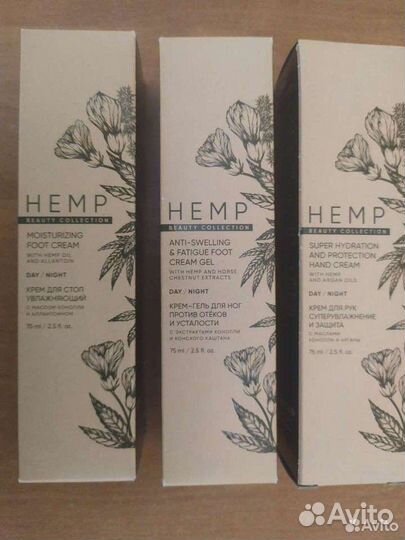 HEMP
BEAUTY COLLECTION
MOISTURIZING
FOOT CREAM
WITH HEMP OIL
AND ALLANTOIN
DAY / NIGHT
КРЕМ ДЛЯ СТОП
УВЛАЖНЯЮЩИЙ
С МАСЛОМ КОНОПЛИ
И АЛЛАНТОИНОМ
75 ml / 2.5 fl. oz.
HEMP
BEAUTY COLLECTION
ANTI-SWELLING
& FATIGUE FOOT
CREAM GEL
WITH HEMP AND HORSE
CHESTNUT EXTRACTS
DAY / NIGHT
КРЕМ-ГЕЛЬ ДЛЯ НОГ
ПРОТИВ ОТЁКОВ
И УСТАЛОСТИ
С ЭКСТРАКТАМИ КОНОПЛИ
И КОНСКОГО КАШТАНА
75 ml / 2.5 fl. oz.
HEMP
BEAUTY COLLECTION
SUPER HYDRATION
AND PROTECTION
HAND CREAM
WITH HEMP
AND ARGAN OILS
DAY / NIGHT
КРЕМ ДЛЯ РУК
СУПЕРУВЛАЖНЕНИЕ
И ЗАЩИТА
С МАСЛАМИ
КОНОПЛИ И АРГАНЫ
75 ml / 2.5 fl. oz.
Avito
Avito